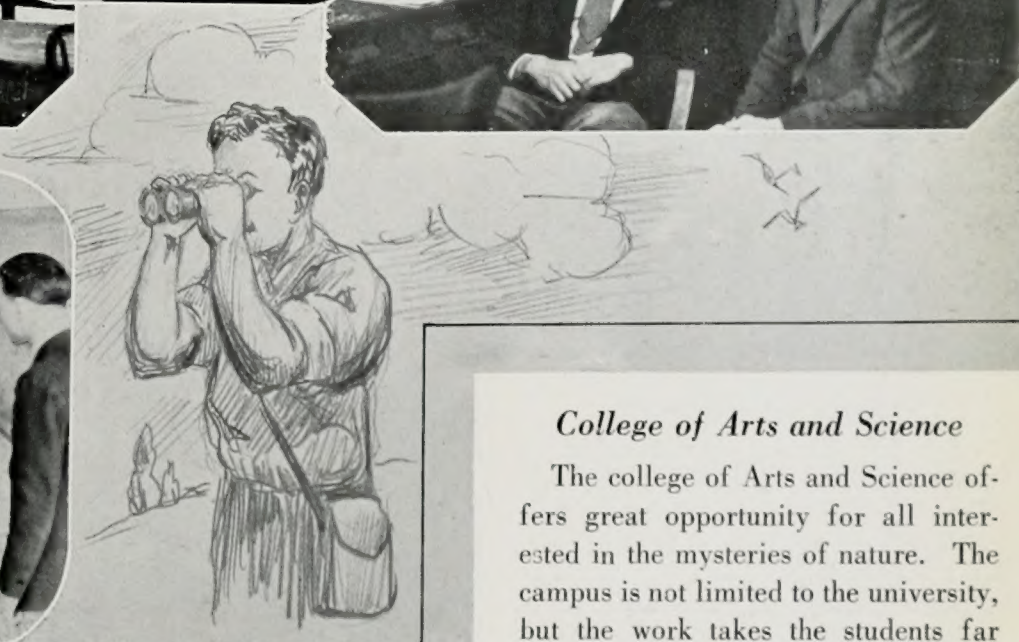 College of Arts and Science
The college of Arts and Science of-
fers great opportunity for all inter-
ested in the mysteries of nature. The
campus is not limited to the university,
but the work takes the students far